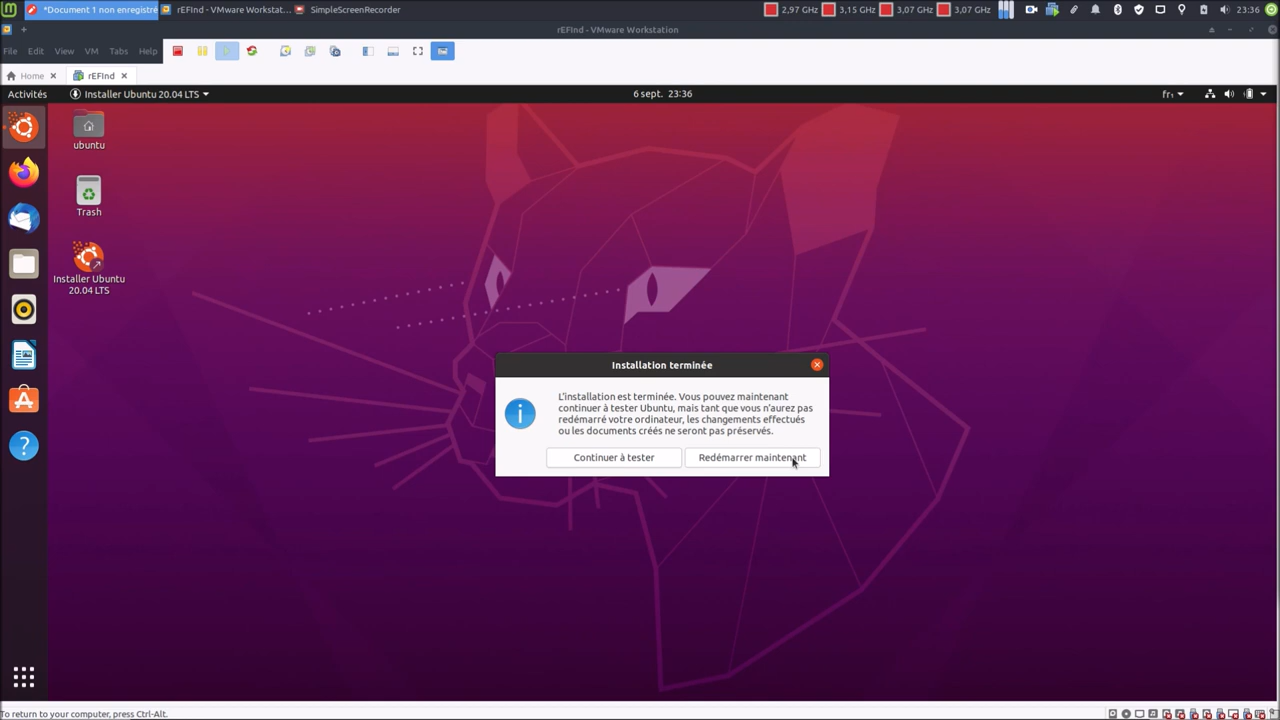 *Document 1 non enregistré
rEFInd - VMware Workstat...
SimpleScreenRecorder
2,97 GHz
3,15 GHz
3,07 GHz
3,07 GHz
23:36
rEFInd - VMware Workstation
File Edit View VM Tabs Help
Home
rEFInd
Activités
Installer Ubuntu 20.04 LTS
6 sept. 23:36
fr₁
ubuntu
Trash
Installer Ubuntu
20.04 LTS
Installation terminée
L'installation est terminée. Vous pouvez maintenant
continuer à tester Ubuntu, mais tant que vous n'aurez pas
redémarré votre ordinateur, les changements effectués
ou les documents créés ne seront pas préservés.
Continuer à tester
Redémarrer maintenant
To return to your computer, press Ctrl-Alt.